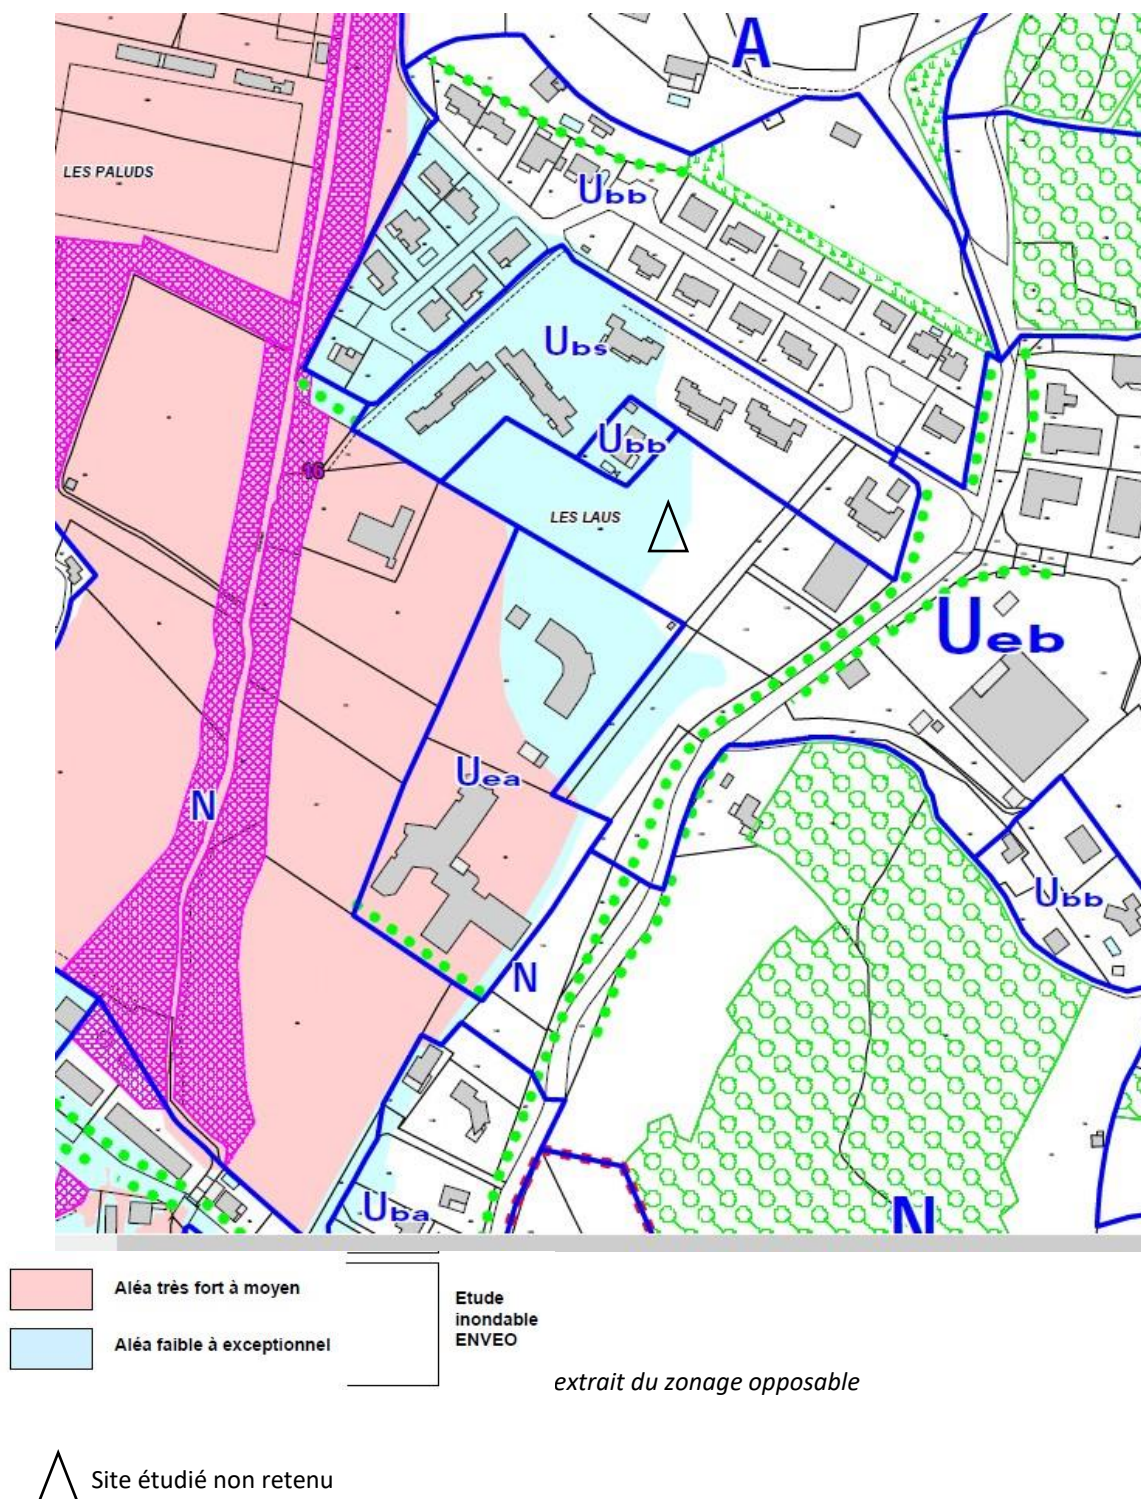 A
LES PALUDS
Ubb
Ubs
Ubb
16
LES LAUS
Ueb
Uea
N
Ubb
N
Uba
N
Aléa très fort à moyen
Aléa faible à exceptionnel
Etude
inondable
ENVEO
extrait du zonage opposable
Site étudié non retenu